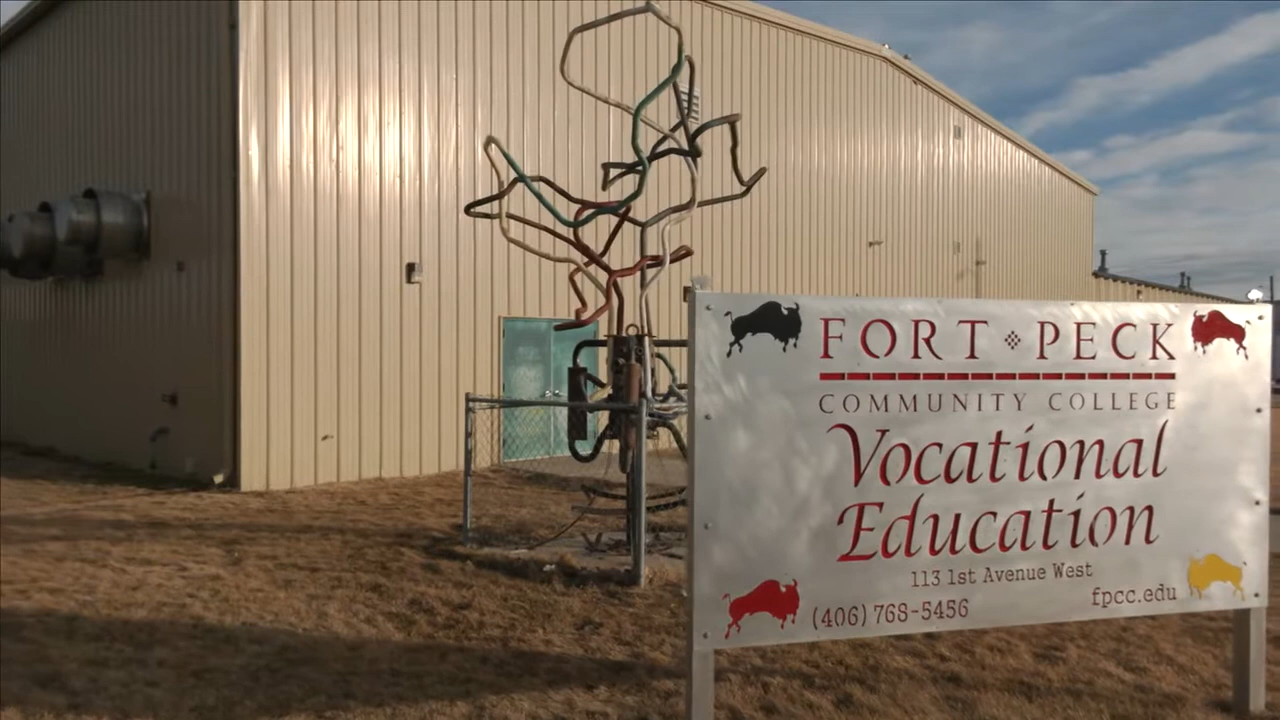 FORT PECK
COMMUNITY COLLEGE
Vocational
Education
113 1st Avenue West
(406) 768-5456 fpcc.edu